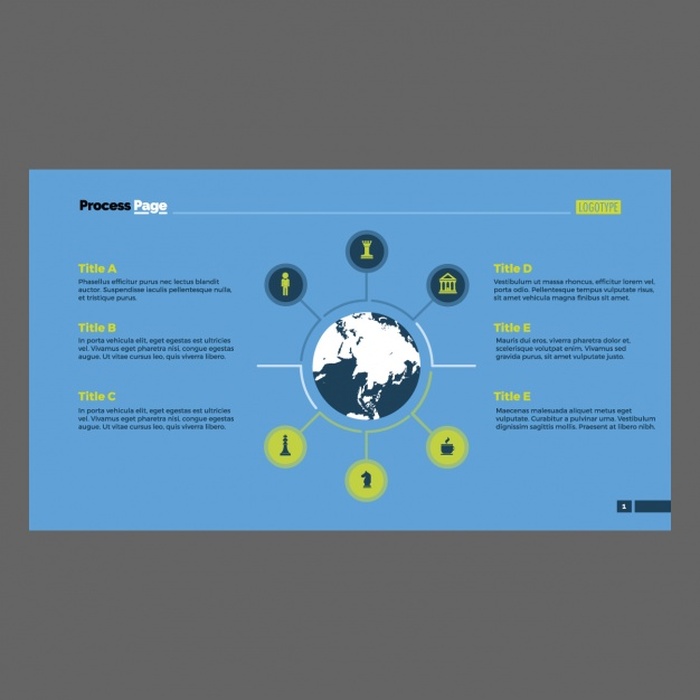 Process Page
LOGOTYPE
Title A
Phasellus efficitur purus nec lectus blandit
auctor. Suspendisse iaculis pellentesque nulla,
et tristique purus.
Title B
In porta vehicula elit, eget egestas est ultricies
vel. Vivamus eget pharetra nisi, congue egestas
augue. Ut vitae cursus leo, quis viverra libero.
Title C
In porta vehicula elit, eget egestas est ultricies
vel. Vivamus eget pharetra nisi, congue egestas
augue. Ut vitae cursus leo, quis viverra libero.
Title D
Vestibulum ut massa rhoncus, efficitur lorem vel,
porta odio. Pellentesque tempus vulputate risus,
sit amet vehicula magna finibus sit amet.
Title E
Mauris dui eros, viverra pharetra dolor et,
scelerisque volutpat enim. Vivamus sed
gravida purus, sit amet vulputate justo.
Title E
Maecenas malesuada aliquet metus eget
vulputate. Curabitur a pulvinar urna. Vestibulum
dignissim sagittis mollis. Praesent at libero nibh.
1